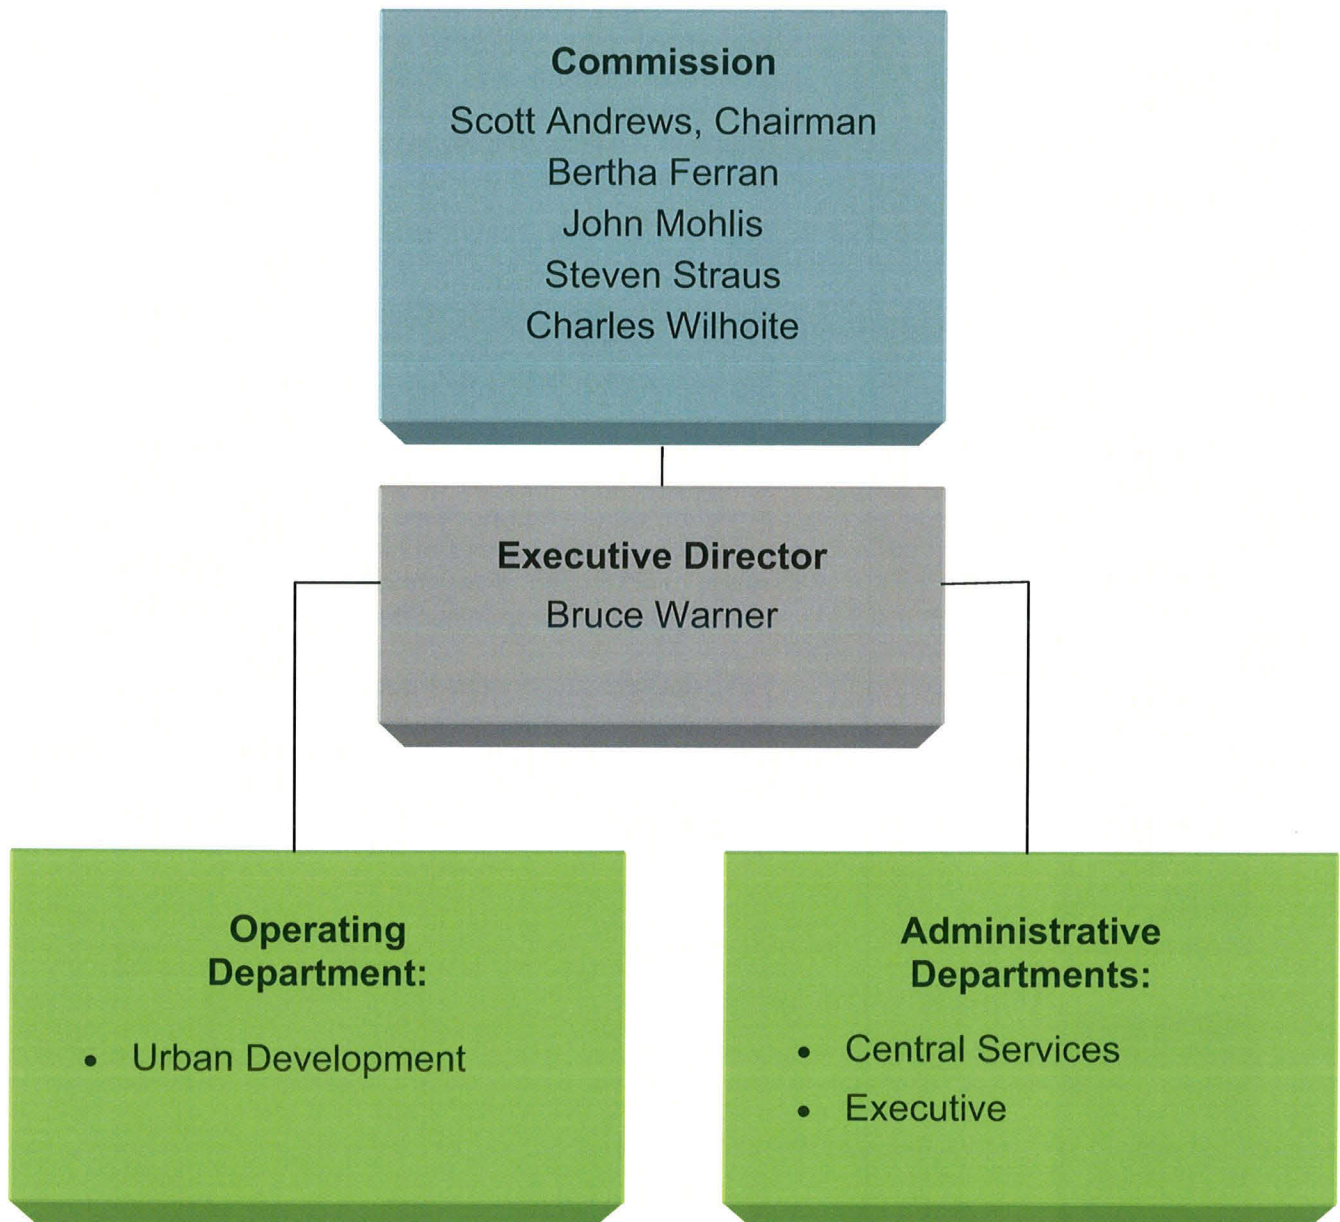 Commission
Scott Andrews, Chairman
Bertha Ferran
John Mohlis
Steven Straus
Charles Wilhoite
Executive Director
Bruce Warner
Operating
Department:
• Urban Development
Administrative
Departments:
• Central Services
• Executive